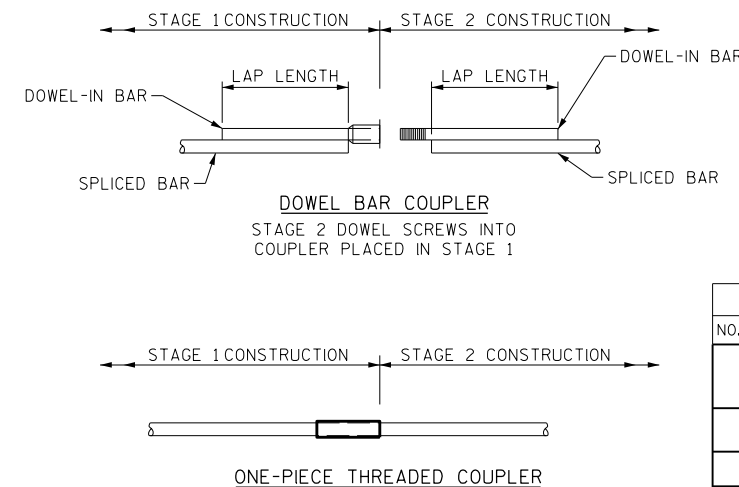 STAGE 1 CONSTRUCTION STAGE 2 CONSTRUCTION
DOWEL-IN BAR
LAP LENGTH LAP LENGTH
DOWEL-IN BAR
SPLICED BAR SPLICED BAR
DOWEL BAR COUPLER
STAGE 2 DOWEL SCREWS INTO
COUPLER PLACED IN STAGE 1
NO.
STAGE 1 CONSTRUCTION STAGE 2 CONSTRUCTION
ONE-PIECE THREADED COUPLER